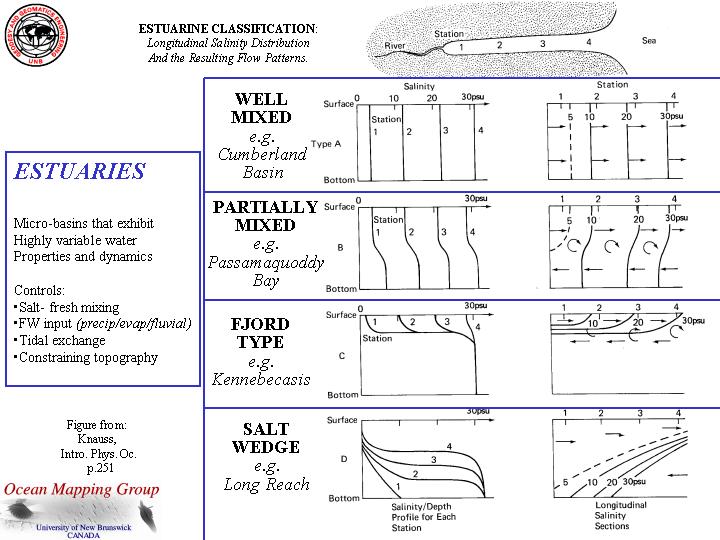 GEODESY AND GEOMATICS ENGINEERING
UNB
ESTUARINE CLASSIFICATION:
Longitudinal Salinity Distribution
And the Resulting Flow Patterns.
River
Station
1 2 3 4
Sea
ESTUARIES
Micro-basins that exhibit
Highly variable water
Properties and dynamics
Controls:
•Salt- fresh mixing
•FW input (precip/evap/fluvial)
•Tidal exchange
•Constraining topography
Figure from:
Knauss,
Intro. Phys. Oc.
p.251
Ocean Mapping Group
University of New Brunswick
CANADA
WELL
MIXED
e.g.
Cumberland
Basin
Salinity
0 10 20 30psu
Surface
Station
1 2 3 4
Type A
Bottom
Station
1 2 3 4
5 10 20 30psu
PARTIALLY
MIXED
e.g.
Passamaquoddy
Bay
0 30psu
Surface
Station
1 2 3 4
B
Bottom
1 2 3 4
5 10 20 30psu
FJORD
TYPE
e.g.
Kennebecasis
0 30psu
Surface
1 2 3 4
Station
C
Bottom
1 2 3 4
10 20 30psu
SALT
WEDGE
e.g.
Long Reach
30psu
Surface
D
4
3
2
1
Bottom
Salinity/Depth
Profile for Each
Station
1 2 3 4
5 10 20 30psu
Longitudinal
Salinity
Sections